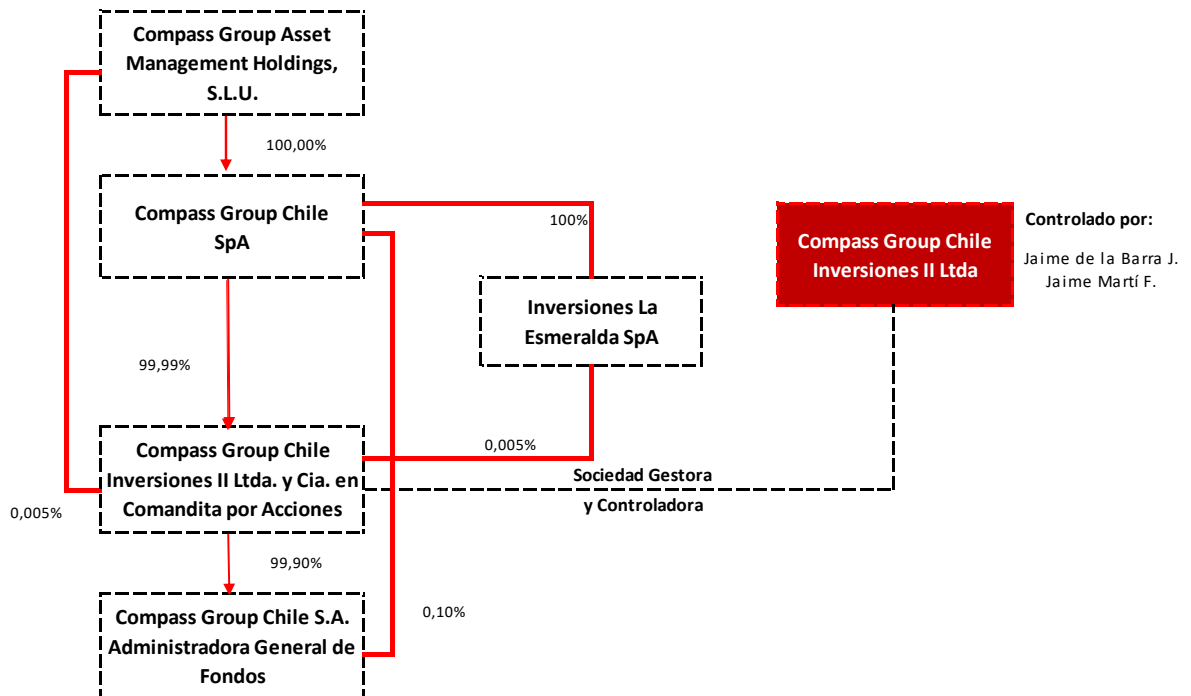 Compass Group Asset
Management Holdings,
S.L.U.
100,00%
Compass Group Chile
SpA
100%
Compass Group Chile
Inversiones II Ltda
Controlado por:
Jaime de la Barra J.
Jaime Martí F.
Inversiones La
Esmeralda SpA
99,99%
Compass Group Chile
Inversiones II Ltda. y Cia. en
Comandita por Acciones
0,005%
Sociedad Gestora
y Controladora
0,005%
99,90%
Compass Group Chile S.A.
Administradora General de
Fondos
0,10%